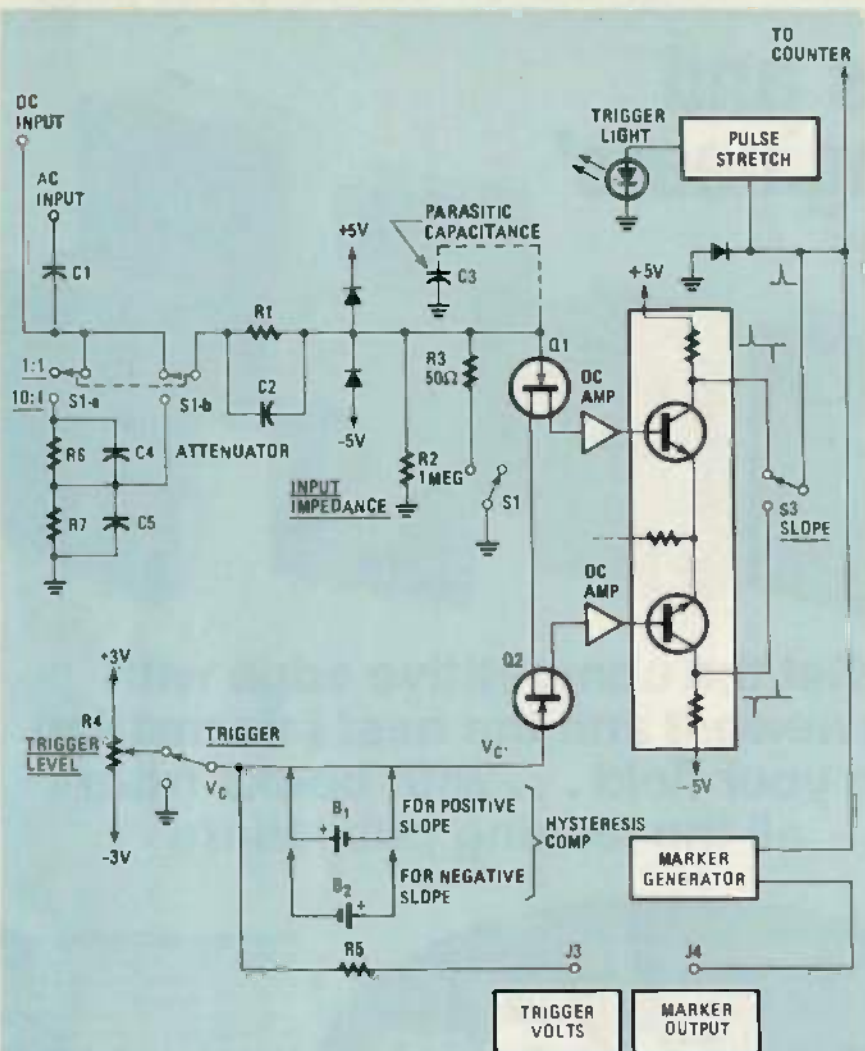 TO
COUNTER
DC
INPUT
AC
INPUT
C1
TRIGGER
LIGHT
PULSE
STRETCH
+5V
PARASITIC
CAPACITANCE
C3
+5V
R1
C2
Q1
1:1
10:1
S1-a
S1-b
R3
50Ω
DC
AMP
-5V
R6
C4
ATTENUATOR
R2
1MEG
INPUT
IMPEDANCE
S1
S3
SLOPE
R7
C5
DC
AMP
Q2
+3V
R4
TRIGGER
LEVEL
TRIGGER
VC
VC'
-5V
-3V
B1
+
FOR POSITIVE
SLOPE
HYSTERESIS
COMP
B2
+
FOR NEGATIVE
SLOPE
MARKER
GENERATOR
R5
J3
J4
TRIGGER
VOLTS
MARKER
OUTPUT